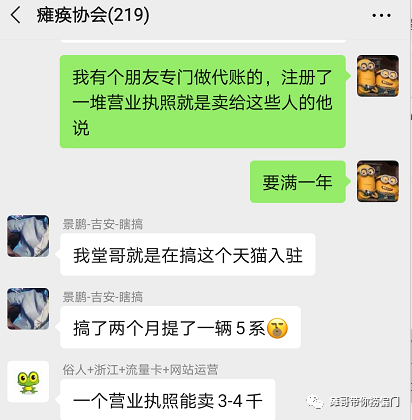 瘫痪协会(219)
我有个朋友专门做代账的，注册了
一堆营业执照就是卖给这些人的他
说
要满一年
景鹏-吉安-瞎搞
我堂哥就是在搞这个天猫入驻
景鹏-吉安-瞎搞
搞了两个月提了一辆5系
俗人+浙江+流量卡+网站运营
一个营业执照能卖3-4千
臭哥带你捞偏门